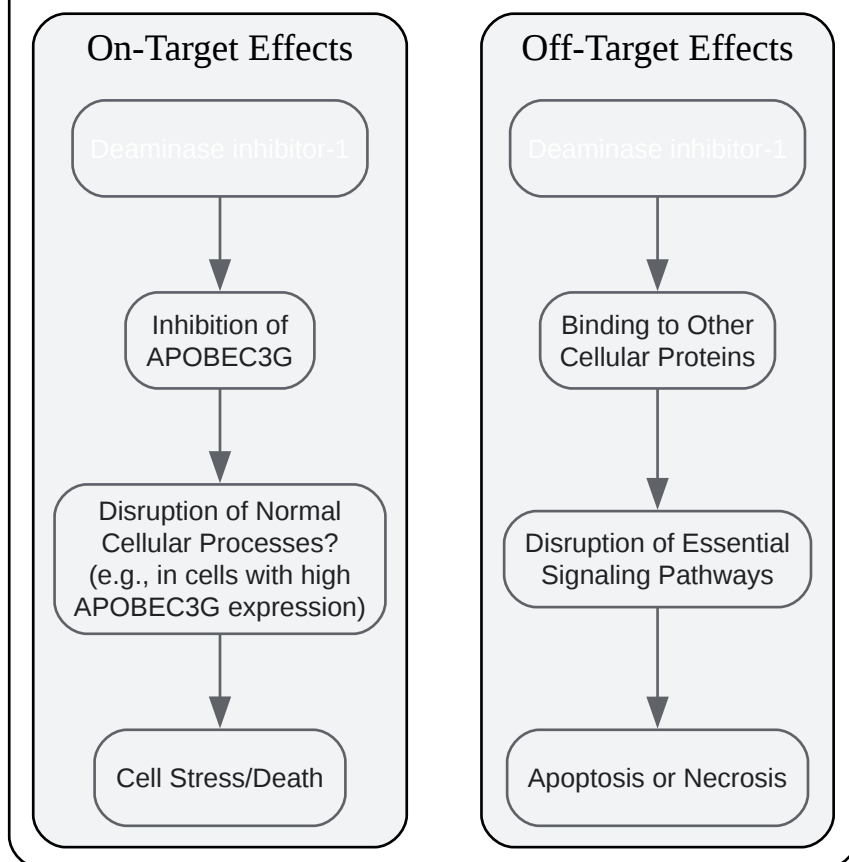 On-Target Effects
Deaminase inhibitor-1
Inhibition of
APOBEC3G
Disruption of Normal
Cellular Processes?
(e.g., in cells with high
APOBEC3G expression)
Cell Stress/Death
Off-Target Effects
Deaminase inhibitor-1
Binding to Other
Cellular Proteins
Disruption of Essential
Signaling Pathways
Apoptosis or Necrosis